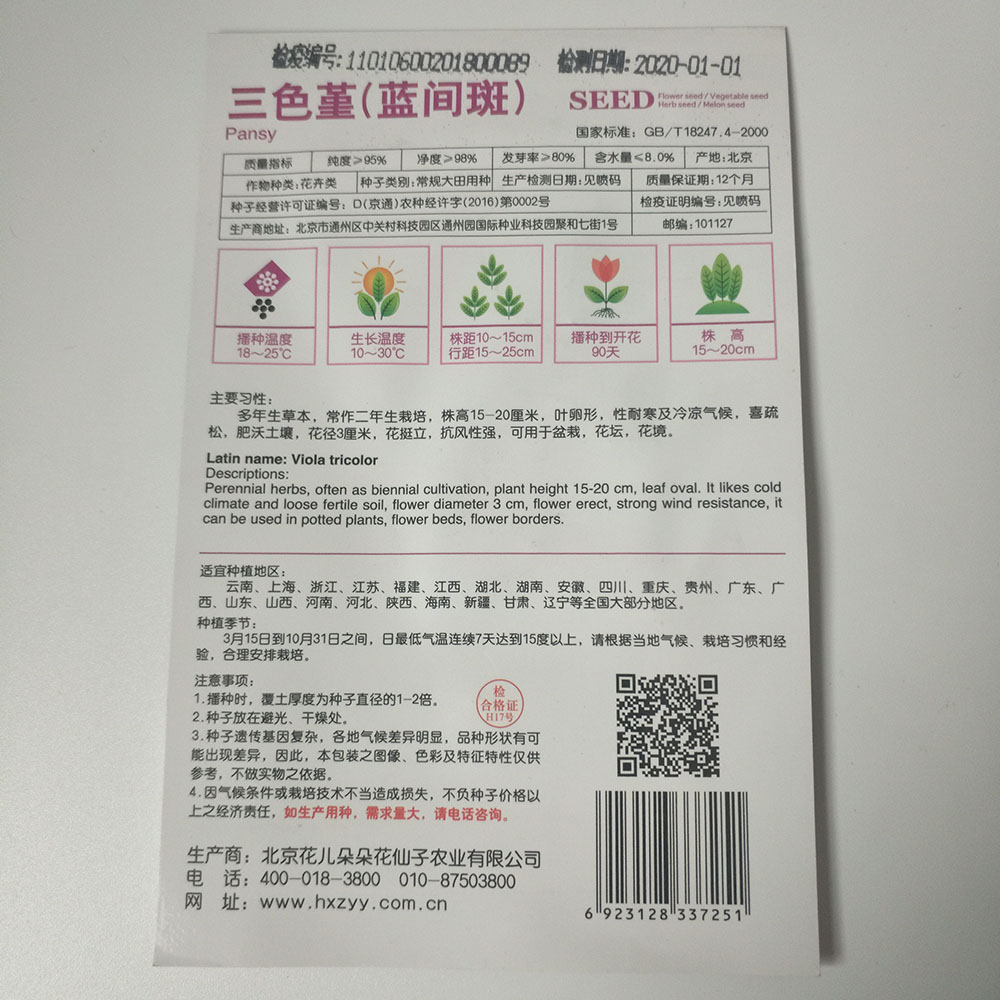 检疫编号:11010600201800089 检测日期:2020-01-01
三色堇(蓝间斑)
SEED Flower seed / Vegetable seed
Herb seed / Melon seed
Pansy
国家标准：GB/T18247.4-2000
质量指标 纯度≥95% 净度≥98% 发芽率≥80% 含水量≤8.0% 产地:北京
作物种类:花卉类 种子类别:常规大田用种 生产检测日期:见喷码 质量保证期:12个月
种子经营许可证编号：D(京通)农种经许字(2016)第0002号 检疫证明编号:见喷码
生产商地址：北京市通州区中关村科技园区通州园国际种业科技园聚和七街1号 邮编:101127
播种温度 生长温度 株距10～15cm 播种到开花 株 高
18～25℃ 10～30℃ 行距15～25cm 90天 15～20cm
主要习性：
多年生草本，常作二年生栽培，株高15-20厘米，叶卵形，性耐寒及冷凉气候，喜疏
松，肥沃土壤，花径3厘米，花挺立，抗风性强，可用于盆栽，花坛，花境。
Latin name: Viola tricolor
Descriptions:
Perennial herbs, often as biennial cultivation, plant height 15-20 cm, leaf oval. It likes cold
climate and loose fertile soil, flower diameter 3 cm, flower erect, strong wind resistance, it
can be used in potted plants, flower beds, flower borders.
适宜种植地区：
云南、上海、浙江、江苏、福建、江西、湖北、湖南、安徽、四川、重庆、贵州、广东、广
西、山东、山西、河南、河北、陕西、海南、新疆、甘肃、辽宁等全国大部分地区。
种植季节：
3月15日到10月31日之间，日最低气温连续7天达到15度以上，请根据当地气候、栽培习惯和经
验，合理安排栽培。
注意事项：
1.播种时，覆土厚度为种子直径的1-2倍。
2.种子放在避光、干燥处。
3.种子遗传基因复杂，各地气候差异明显，品种形状有可
能出现差异，因此，本包装之图像、色彩及特征特性仅供
参考，不做实物之依据。
4.因气候条件或栽培技术不当造成损失，不负种子价格以
上之经济责任，如生产用种，需求量大，请电话咨询。
检
合格证
H17号
生产商：北京花儿朵朵花仙子农业有限公司
电 话：400-018-3800 010-87503800
网 址：www.hxzyy.com.cn
6 923128 337251